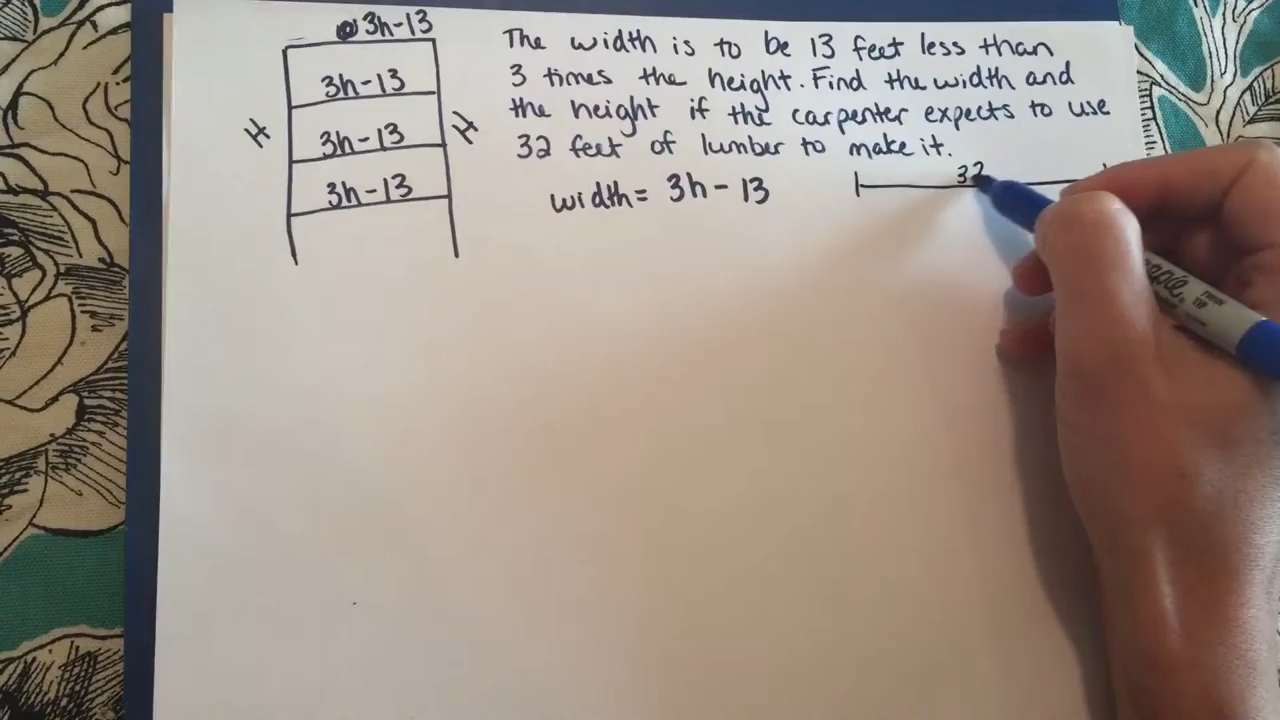 3h-13
3h-13
3h-13
3h-13
H
H
The width is to be 13 feet less than
3 times the height. Find the width and
the height if the carpenter expects to use
32 feet of lumber to make it.
width= 3h-13
32
TWIN
TIP